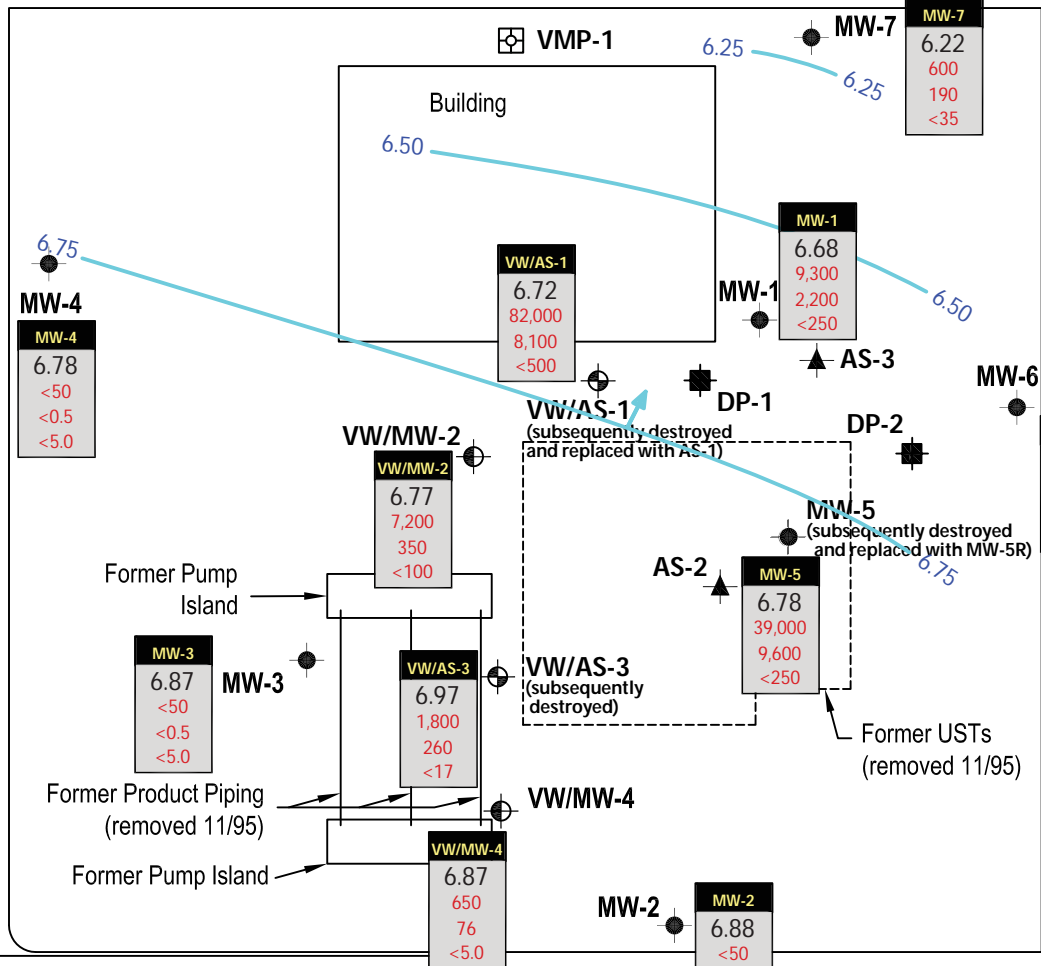 VMP-1
MW-7
MW-7
6.22
600
190
<35
6.25
6.25
Building
6.50
6.50
MW-1
6.68
9,300
2,200
<250
MW-1
AS-3
6.75
MW-4
MW-4
6.78
<50
<0.5
<5.0
VW/AS-1
6.72
82,000
8,100
<500
VW/AS-1
(subsequently destroyed
and replaced with AS-1)
DP-1
MW-6
DP-2
VW/MW-2
VW/MW-2
6.77
7,200
350
<100
MW-5
(subsequently destroyed
and replaced with MW-5R)
6.75
AS-2
MW-5
6.78
39,000
9,600
<250
Former Pump
Island
MW-3
6.87
<50
<0.5
<5.0
MW-3
VW/AS-3
6.97
1,800
260
<17
VW/AS-3
(subsequently
destroyed)
Former USTs
(removed 11/95)
Former Product Piping
(removed 11/95)
VW/MW-4
Former Pump Island
VW/MW-4
6.87
650
76
<5.0
MW-2
MW-2
6.88
<50